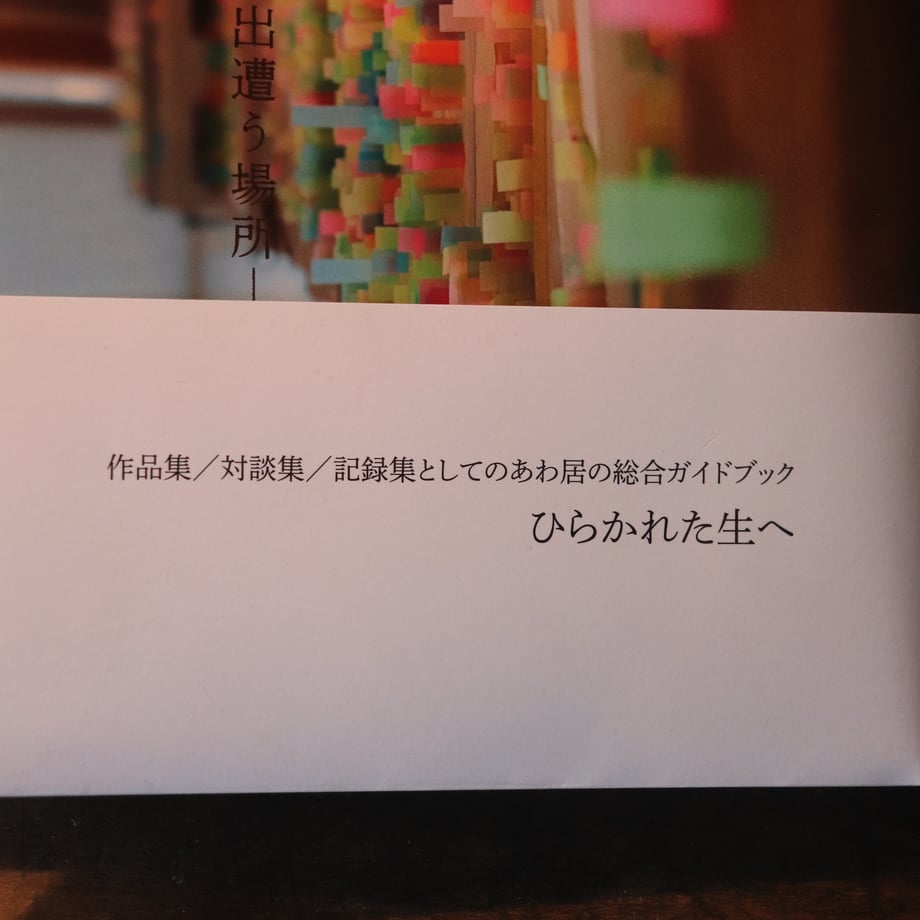 出遭う場所―
作品集／対談集／記録集としてのあわ居の総合ガイドブック
ひらかれた生へ